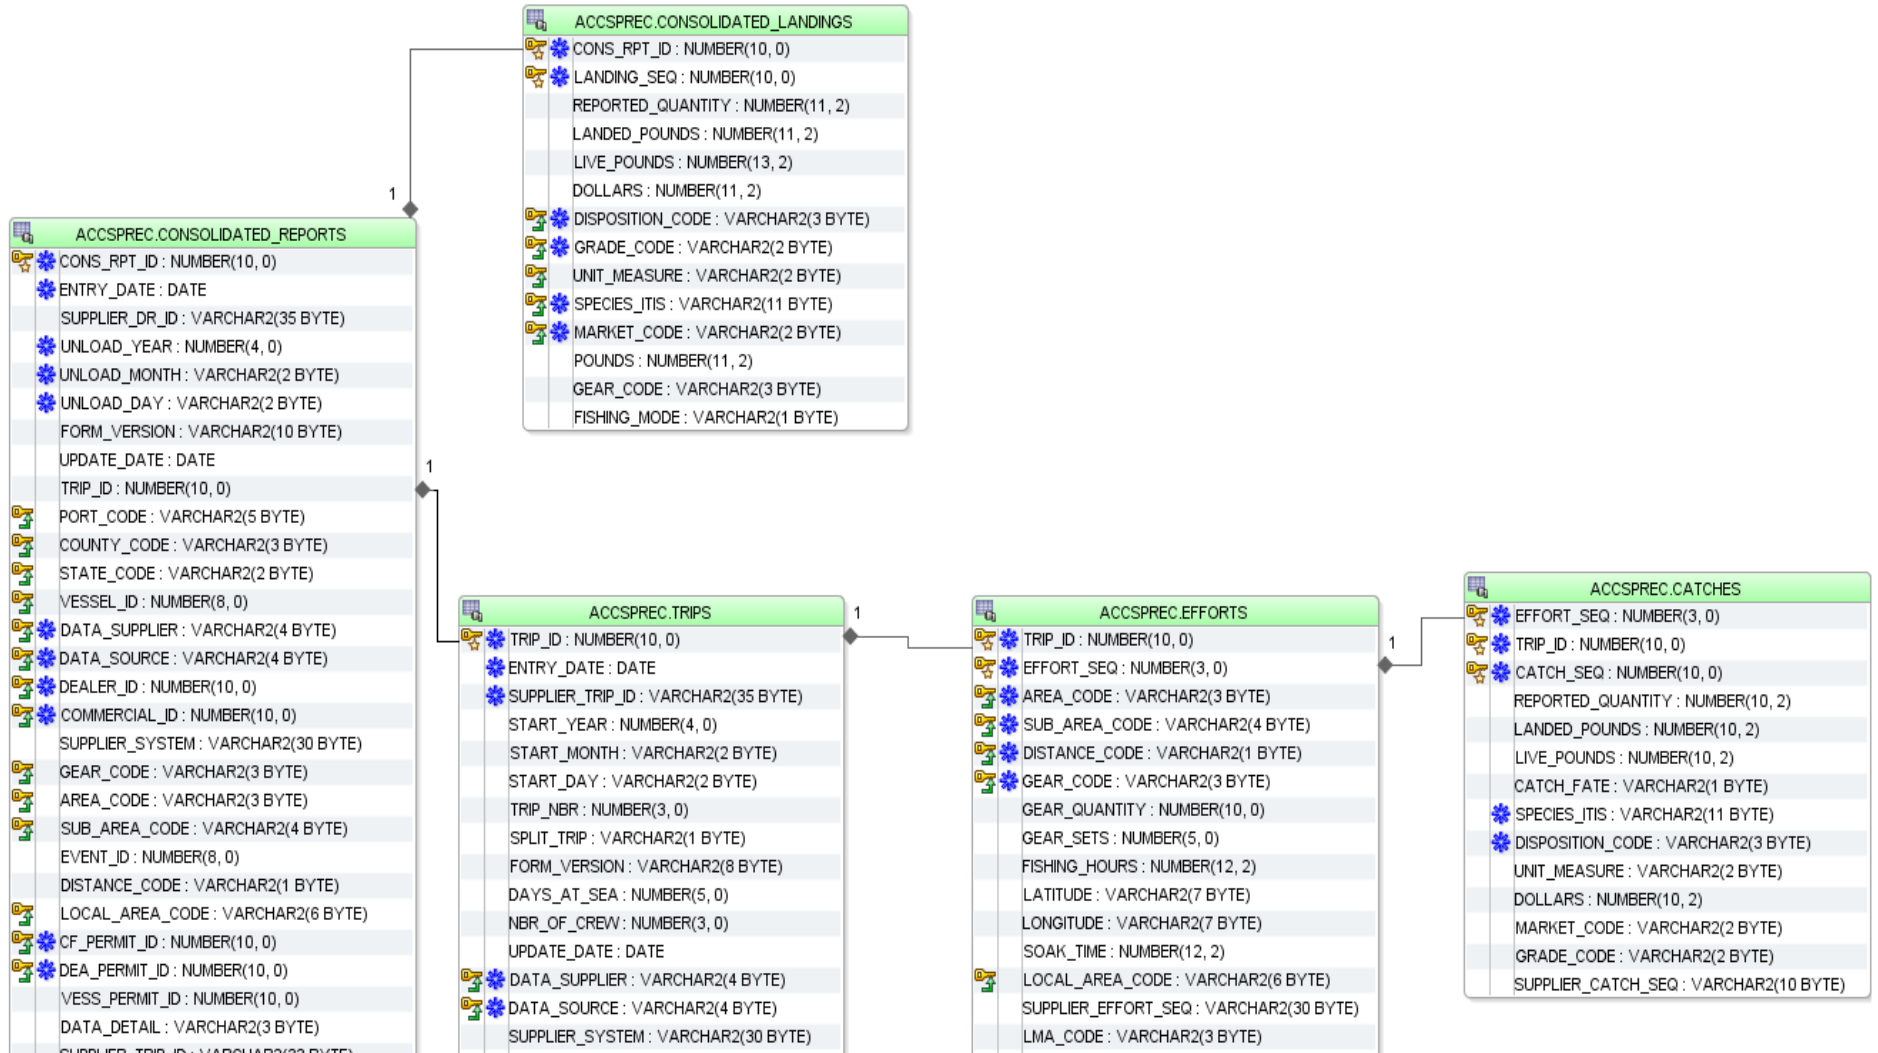 ACCSPREC.CONSOLIDATED_LANDINGS
CONS_RPT_ID : NUMBER(10, 0)
LANDING_SEQ : NUMBER(10, 0)
REPORTED_QUANTITY : NUMBER(11, 2)
LANDED_POUNDS : NUMBER(11, 2)
LIVE_POUNDS : NUMBER(13, 2)
DOLLARS : NUMBER(11, 2)
DISPOSITION_CODE : VARCHAR2(3 BYTE)
GRADE_CODE : VARCHAR2(2 BYTE)
UNIT_MEASURE : VARCHAR2(2 BYTE)
SPECIES_ITIS : VARCHAR2(11 BYTE)
MARKET_CODE : VARCHAR2(2 BYTE)
POUNDS : NUMBER(11, 2)
GEAR_CODE : VARCHAR2(3 BYTE)
FISHING_MODE : VARCHAR2(1 BYTE)
1
ACCSPREC.CONSOLIDATED_REPORTS
CONS_RPT_ID : NUMBER(10, 0)
ENTRY_DATE : DATE
SUPPLIER_DR_ID : VARCHAR2(35 BYTE)
UNLOAD_YEAR : NUMBER(4, 0)
UNLOAD_MONTH : VARCHAR2(2 BYTE)
UNLOAD_DAY : VARCHAR2(2 BYTE)
FORM_VERSION : VARCHAR2(10 BYTE)
UPDATE_DATE : DATE
TRIP_ID : NUMBER(10, 0)
PORT_CODE : VARCHAR2(5 BYTE)
COUNTY_CODE : VARCHAR2(3 BYTE)
STATE_CODE : VARCHAR2(2 BYTE)
VESSEL_ID : NUMBER(8, 0)
DATA_SUPPLIER : VARCHAR2(4 BYTE)
DATA_SOURCE : VARCHAR2(4 BYTE)
DEALER_ID : NUMBER(10, 0)
COMMERCIAL_ID : NUMBER(10, 0)
SUPPLIER_SYSTEM : VARCHAR2(30 BYTE)
GEAR_CODE : VARCHAR2(3 BYTE)
AREA_CODE : VARCHAR2(3 BYTE)
SUB_AREA_CODE : VARCHAR2(4 BYTE)
EVENT_ID : NUMBER(8, 0)
DISTANCE_CODE : VARCHAR2(1 BYTE)
LOCAL_AREA_CODE : VARCHAR2(6 BYTE)
CF_PERMIT_ID : NUMBER(10, 0)
DEA_PERMIT_ID : NUMBER(10, 0)
VESS_PERMIT_ID : NUMBER(10, 0)
DATA_DETAIL : VARCHAR2(3 BYTE)
1
ACCSPREC.TRIPS
TRIP_ID : NUMBER(10, 0)
ENTRY_DATE : DATE
SUPPLIER_TRIP_ID : VARCHAR2(35 BYTE)
START_YEAR : NUMBER(4, 0)
START_MONTH : VARCHAR2(2 BYTE)
START_DAY : VARCHAR2(2 BYTE)
TRIP_NBR : NUMBER(3, 0)
SPLIT_TRIP : VARCHAR2(1 BYTE)
FORM_VERSION : VARCHAR2(8 BYTE)
DAYS_AT_SEA : NUMBER(5, 0)
NBR_OF_CREW : NUMBER(3, 0)
UPDATE_DATE : DATE
DATA_SUPPLIER : VARCHAR2(4 BYTE)
DATA_SOURCE : VARCHAR2(4 BYTE)
SUPPLIER_SYSTEM : VARCHAR2(30 BYTE)
1
ACCSPREC.EFFORTS
TRIP_ID : NUMBER(10, 0)
EFFORT_SEQ : NUMBER(3, 0)
AREA_CODE : VARCHAR2(3 BYTE)
SUB_AREA_CODE : VARCHAR2(4 BYTE)
DISTANCE_CODE : VARCHAR2(1 BYTE)
GEAR_CODE : VARCHAR2(3 BYTE)
GEAR_QUANTITY : NUMBER(10, 0)
GEAR_SETS : NUMBER(5, 0)
FISHING_HOURS : NUMBER(12, 2)
LATITUDE : VARCHAR2(7 BYTE)
LONGITUDE : VARCHAR2(7 BYTE)
SOAK_TIME : NUMBER(12, 2)
LOCAL_AREA_CODE : VARCHAR2(6 BYTE)
SUPPLIER_EFFORT_SEQ : VARCHAR2(30 BYTE)
LMA_CODE : VARCHAR2(3 BYTE)
1
ACCSPREC.CATCHES
EFFORT_SEQ : NUMBER(3, 0)
TRIP_ID : NUMBER(10, 0)
CATCH_SEQ : NUMBER(10, 0)
REPORTED_QUANTITY : NUMBER(10, 2)
LANDED_POUNDS : NUMBER(10, 2)
LIVE_POUNDS : NUMBER(10, 2)
CATCH_FATE : VARCHAR2(1 BYTE)
SPECIES_ITIS : VARCHAR2(11 BYTE)
DISPOSITION_CODE : VARCHAR2(3 BYTE)
UNIT_MEASURE : VARCHAR2(2 BYTE)
DOLLARS : NUMBER(10, 2)
MARKET_CODE : VARCHAR2(2 BYTE)
GRADE_CODE : VARCHAR2(2 BYTE)
SUPPLIER_CATCH_SEQ : VARCHAR2(10 BYTE)